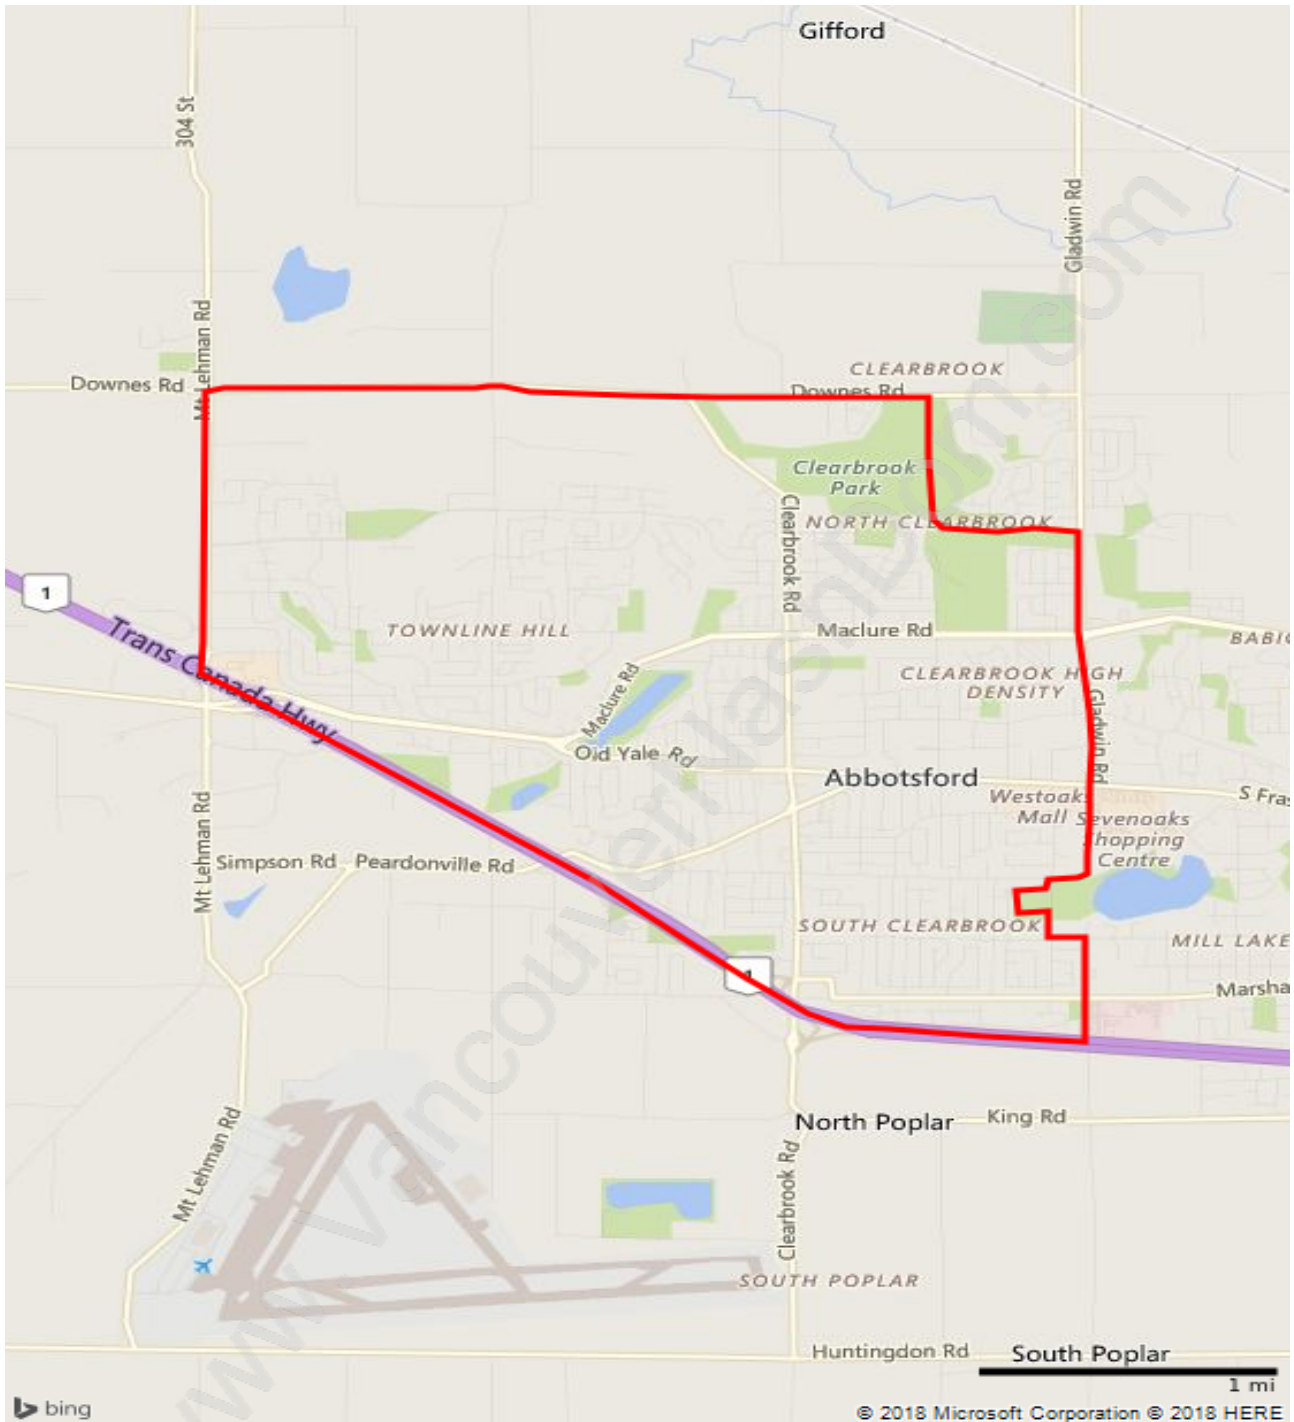 Gifford
304 St
Gladwin Rd
Mt Lehman Rd
CLEARBROOK
Downes Rd
Downes Rd
Clearbrook
Park
Clearbrook Rd
NORTH CLEARBROOK
1
Trans Canada Hwy
TOWNLINE HILL
Maclure Rd
BABIC
Maclure Rd
CLEARBROOK HIGH
DENSITY
Gladwin Rd
Old Yale Rd
Abbotsford
Westoaks
Mall
Sevenoaks
Shopping
Centre
S Fras
Mt Lehman Rd
Simpson Rd
Peardonville Rd
SOUTH CLEARBROOK
MILL LAKE
1
Marsha
Mt Lehman Rd
North Poplar
King Rd
Clearbrook Rd
SOUTH POPLAR
Huntingdon Rd
South Poplar
1 mi
bing
© 2018 Microsoft Corporation © 2018 HERE
www.VancouverNashDom.com